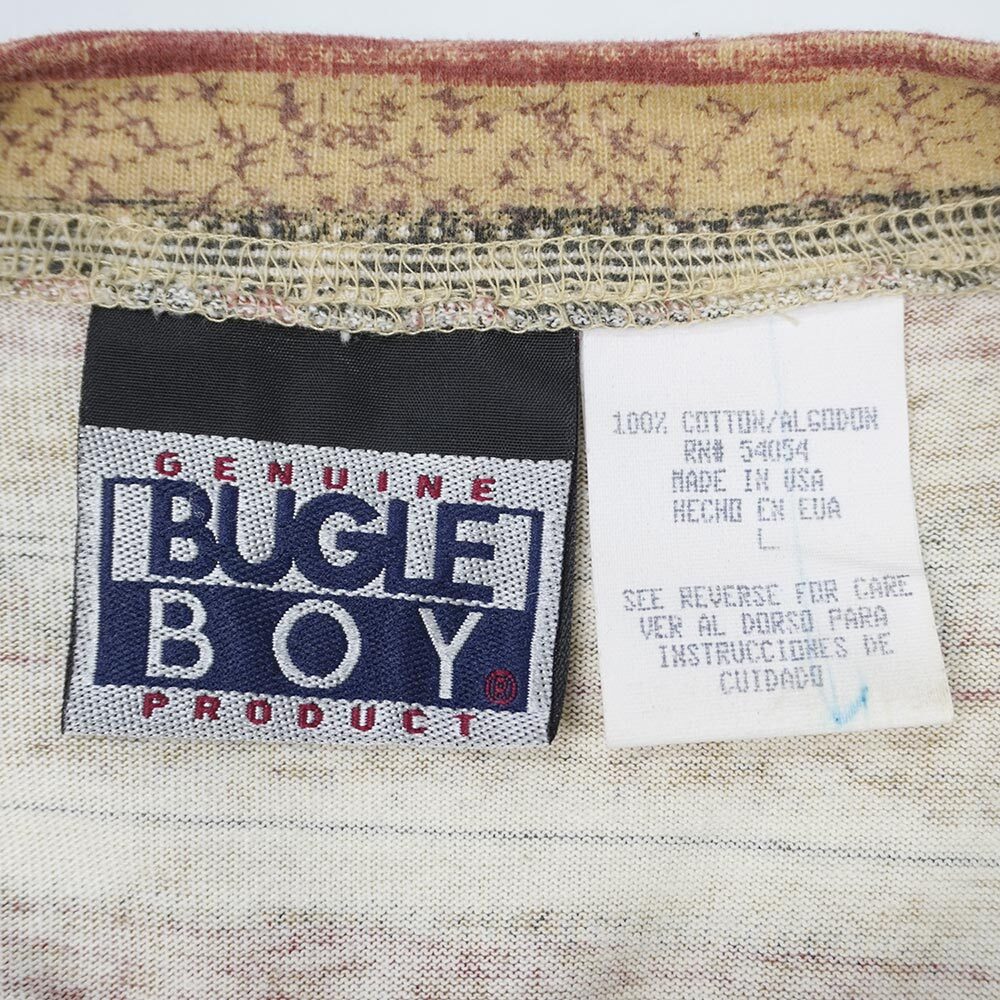 GENUINE
BUGLE
BOY®
PRODUCT
100% COTTON/ALGODON
RN# 54054
MADE IN USA
HECHO EN EUA
L
SEE REVERSE FOR CARE
VER AL DORSO PARA
INSTRUCCIONES DE
CUIDADO